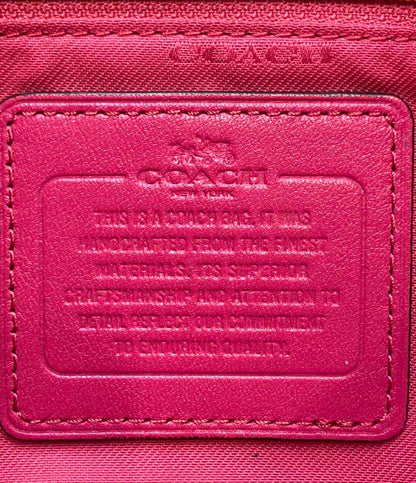 COACH
COACH
NEW YORK
THIS IS A COACH BAG. IT WAS
HANDCRAFTED FROM THE FINEST
MATERIALS. ITS SUPERIOR
CRAFTSMANSHIP AND ATTENTION TO
DETAIL REFLECT OUR COMMITMENT
TO ENDURING QUALITY.